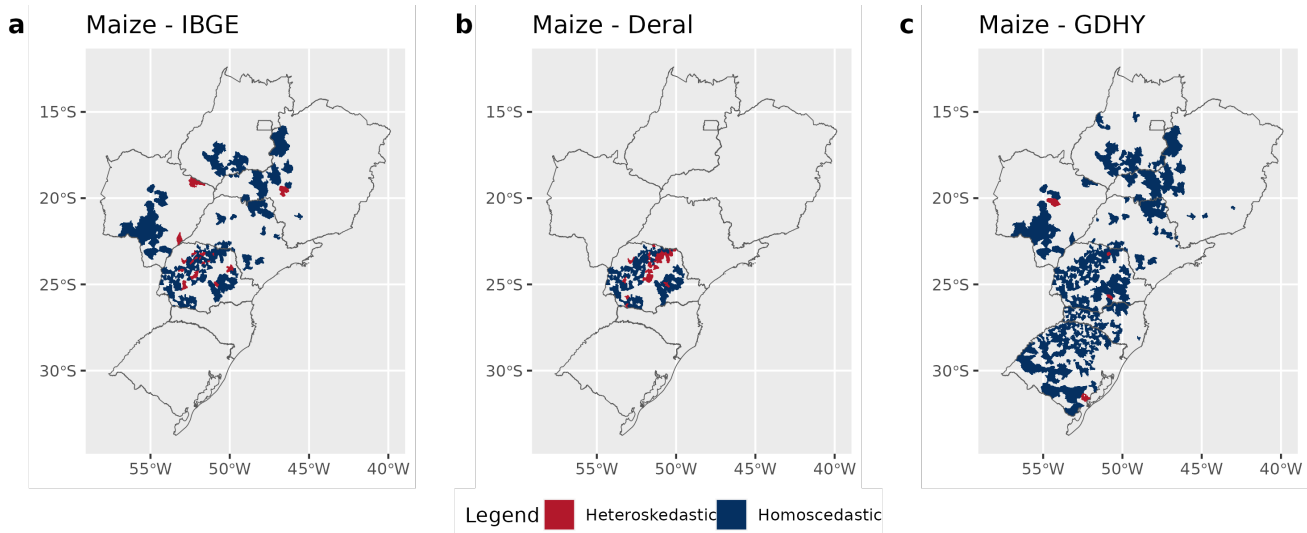 a Maize - IBGE
b Maize - Deral
c Maize - GDHY
15°S
20°S
25°S
30°S
55°W 50°W 45°W 40°W
15°S
20°S
25°S
30°S
55°W 50°W 45°W 40°W
15°S
20°S
25°S
30°S
55°W 50°W 45°W 40°W
Legend Heteroskedastic Homoscedastic